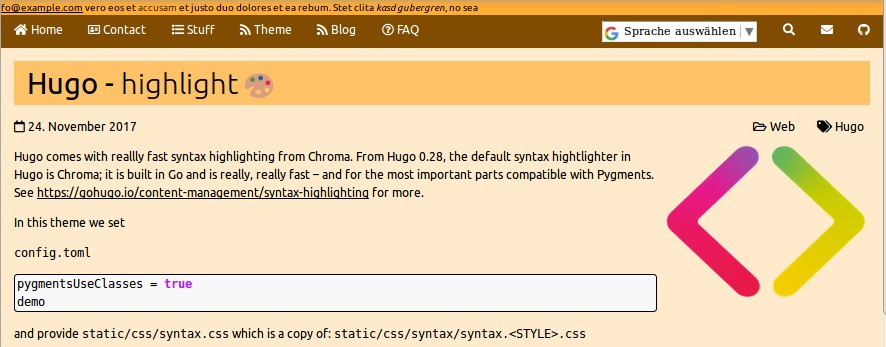 fo@example.com vero eos et accusam et justo duo dolores et ea rebum. Stet clita kasd gubergren, no sea
Home Contact Stuff Theme Blog FAQ Sprache auswählen
Hugo - highlight
24. November 2017 Web Hugo
Hugo comes with reallly fast syntax highlighting from Chroma. From Hugo 0.28, the default syntax hightlighter in
Hugo is Chroma; it is built in Go and is really, really fast – and for the most important parts compatible with Pygments.
See https://gohugo.io/content-management/syntax-highlighting for more.
In this theme we set
config.toml
pygmentsUseClasses = true
demo
and provide static/css/syntax.css which is a copy of: static/css/syntax/syntax.<STYLE>.css